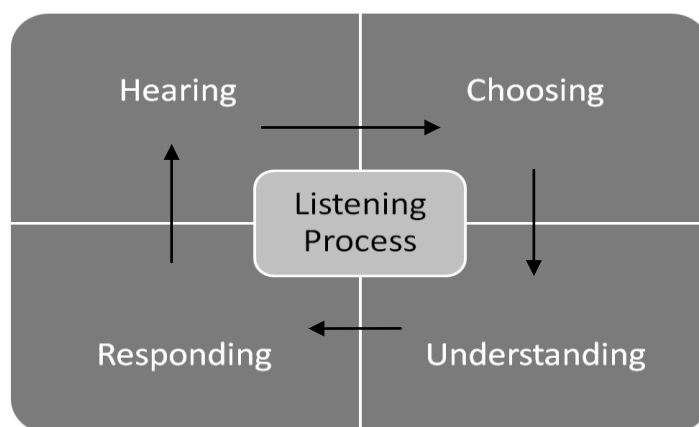 Hearing
Choosing
Listening
Process
Responding
Understanding